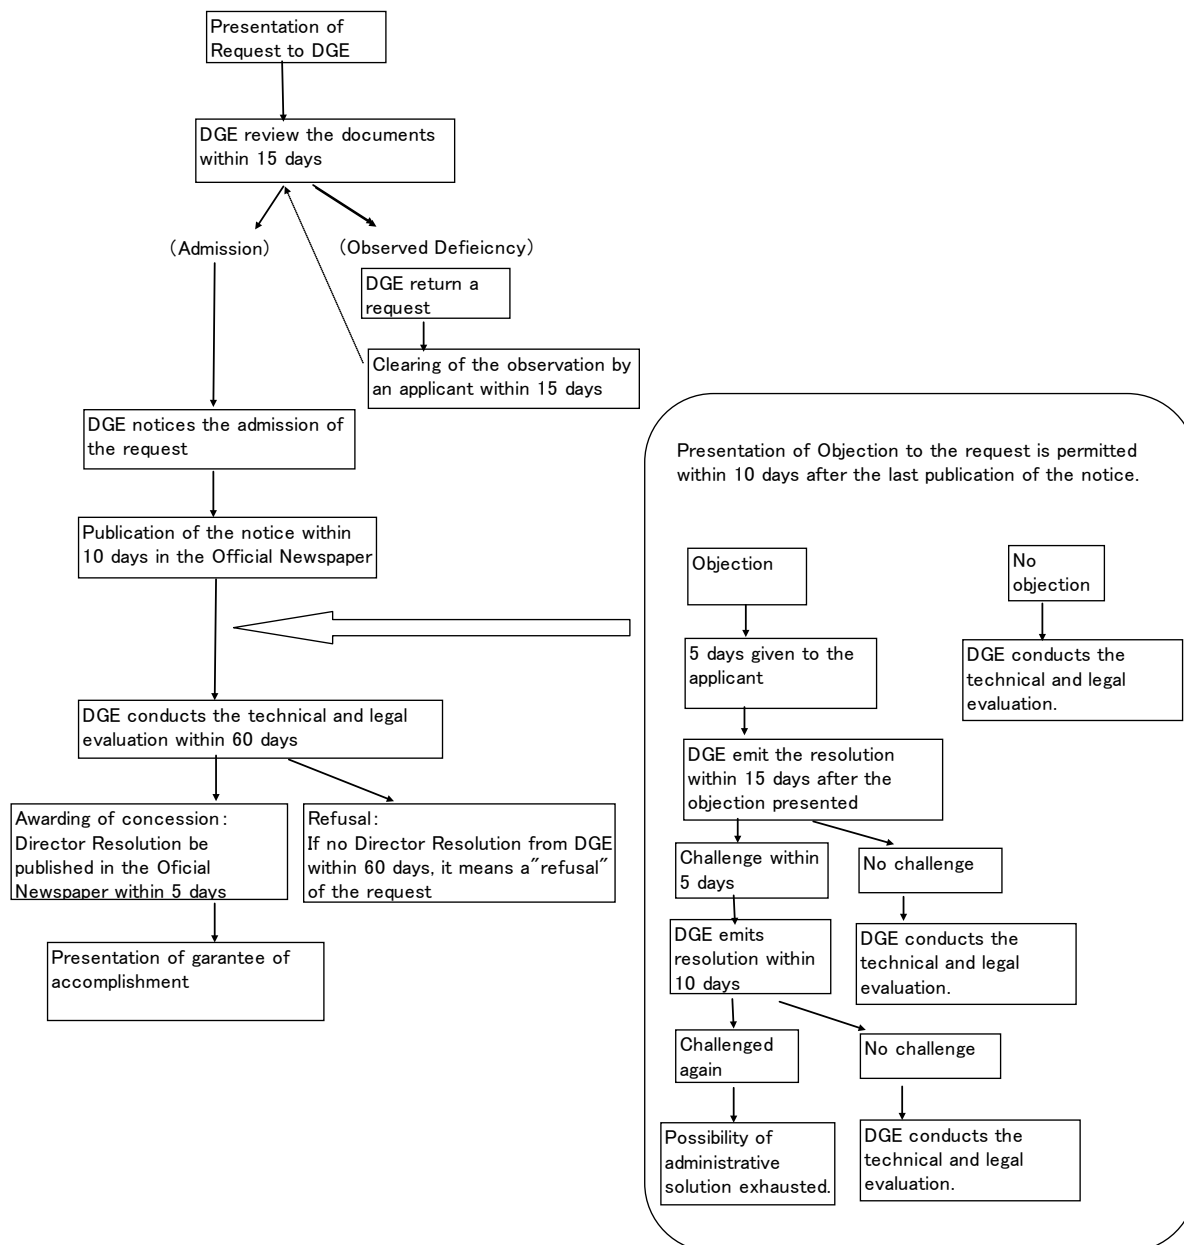 Presentation of
Request to DGE
DGE review the documents
within 15 days
(Admission)
(Observed Defieicncy)
DGE return a
request
Clearing of the observation by
an applicant within 15 days
DGE notices the admission of
the request
Publication of the notice within
10 days in the Official Newspaper
DGE conducts the technical and legal
evaluation within 60 days
Awarding of concession:
Director Resolution be
published in the Oficial
Newspaper within 5 days
Refusal:
If no Director Resolution from DGE
within 60 days, it means a"refusal"
of the request
Presentation of garantee of
accomplishment
Presentation of Objection to the request is permitted
within 10 days after the last publication of the notice.
Objection
No
objection
5 days given to the
applicant
DGE conducts the
technical and legal
evaluation.
DGE emit the resolution
within 15 days after the
objection presented
Challenge within
5 days
No challenge
DGE emits
resolution within
10 days
DGE conducts the
technical and legal
evaluation.
Challenged
again
No challenge
Possibility of
administrative
solution exhausted.
DGE conducts the
technical and legal
evaluation.